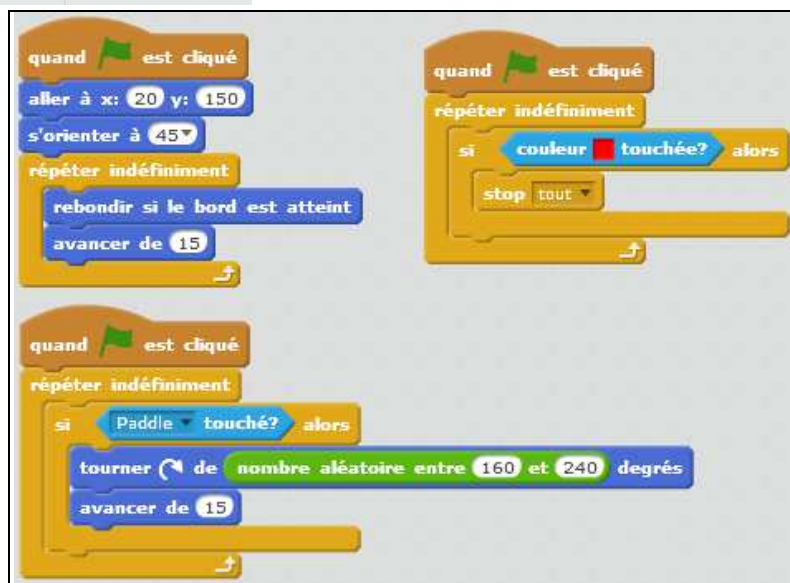 quand est cliqué
aller à x: 20 y: 150
s'orienter à 45
répéter indéfiniment
rebondir si le bord est atteint
avancer de 15
quand est cliqué
répéter indéfiniment
si couleur touchée? alors
stop tout
quand est cliqué
répéter indéfiniment
si Paddle touché? alors
tourner de nombre aléatoire entre 160 et 240 degrés
avancer de 15